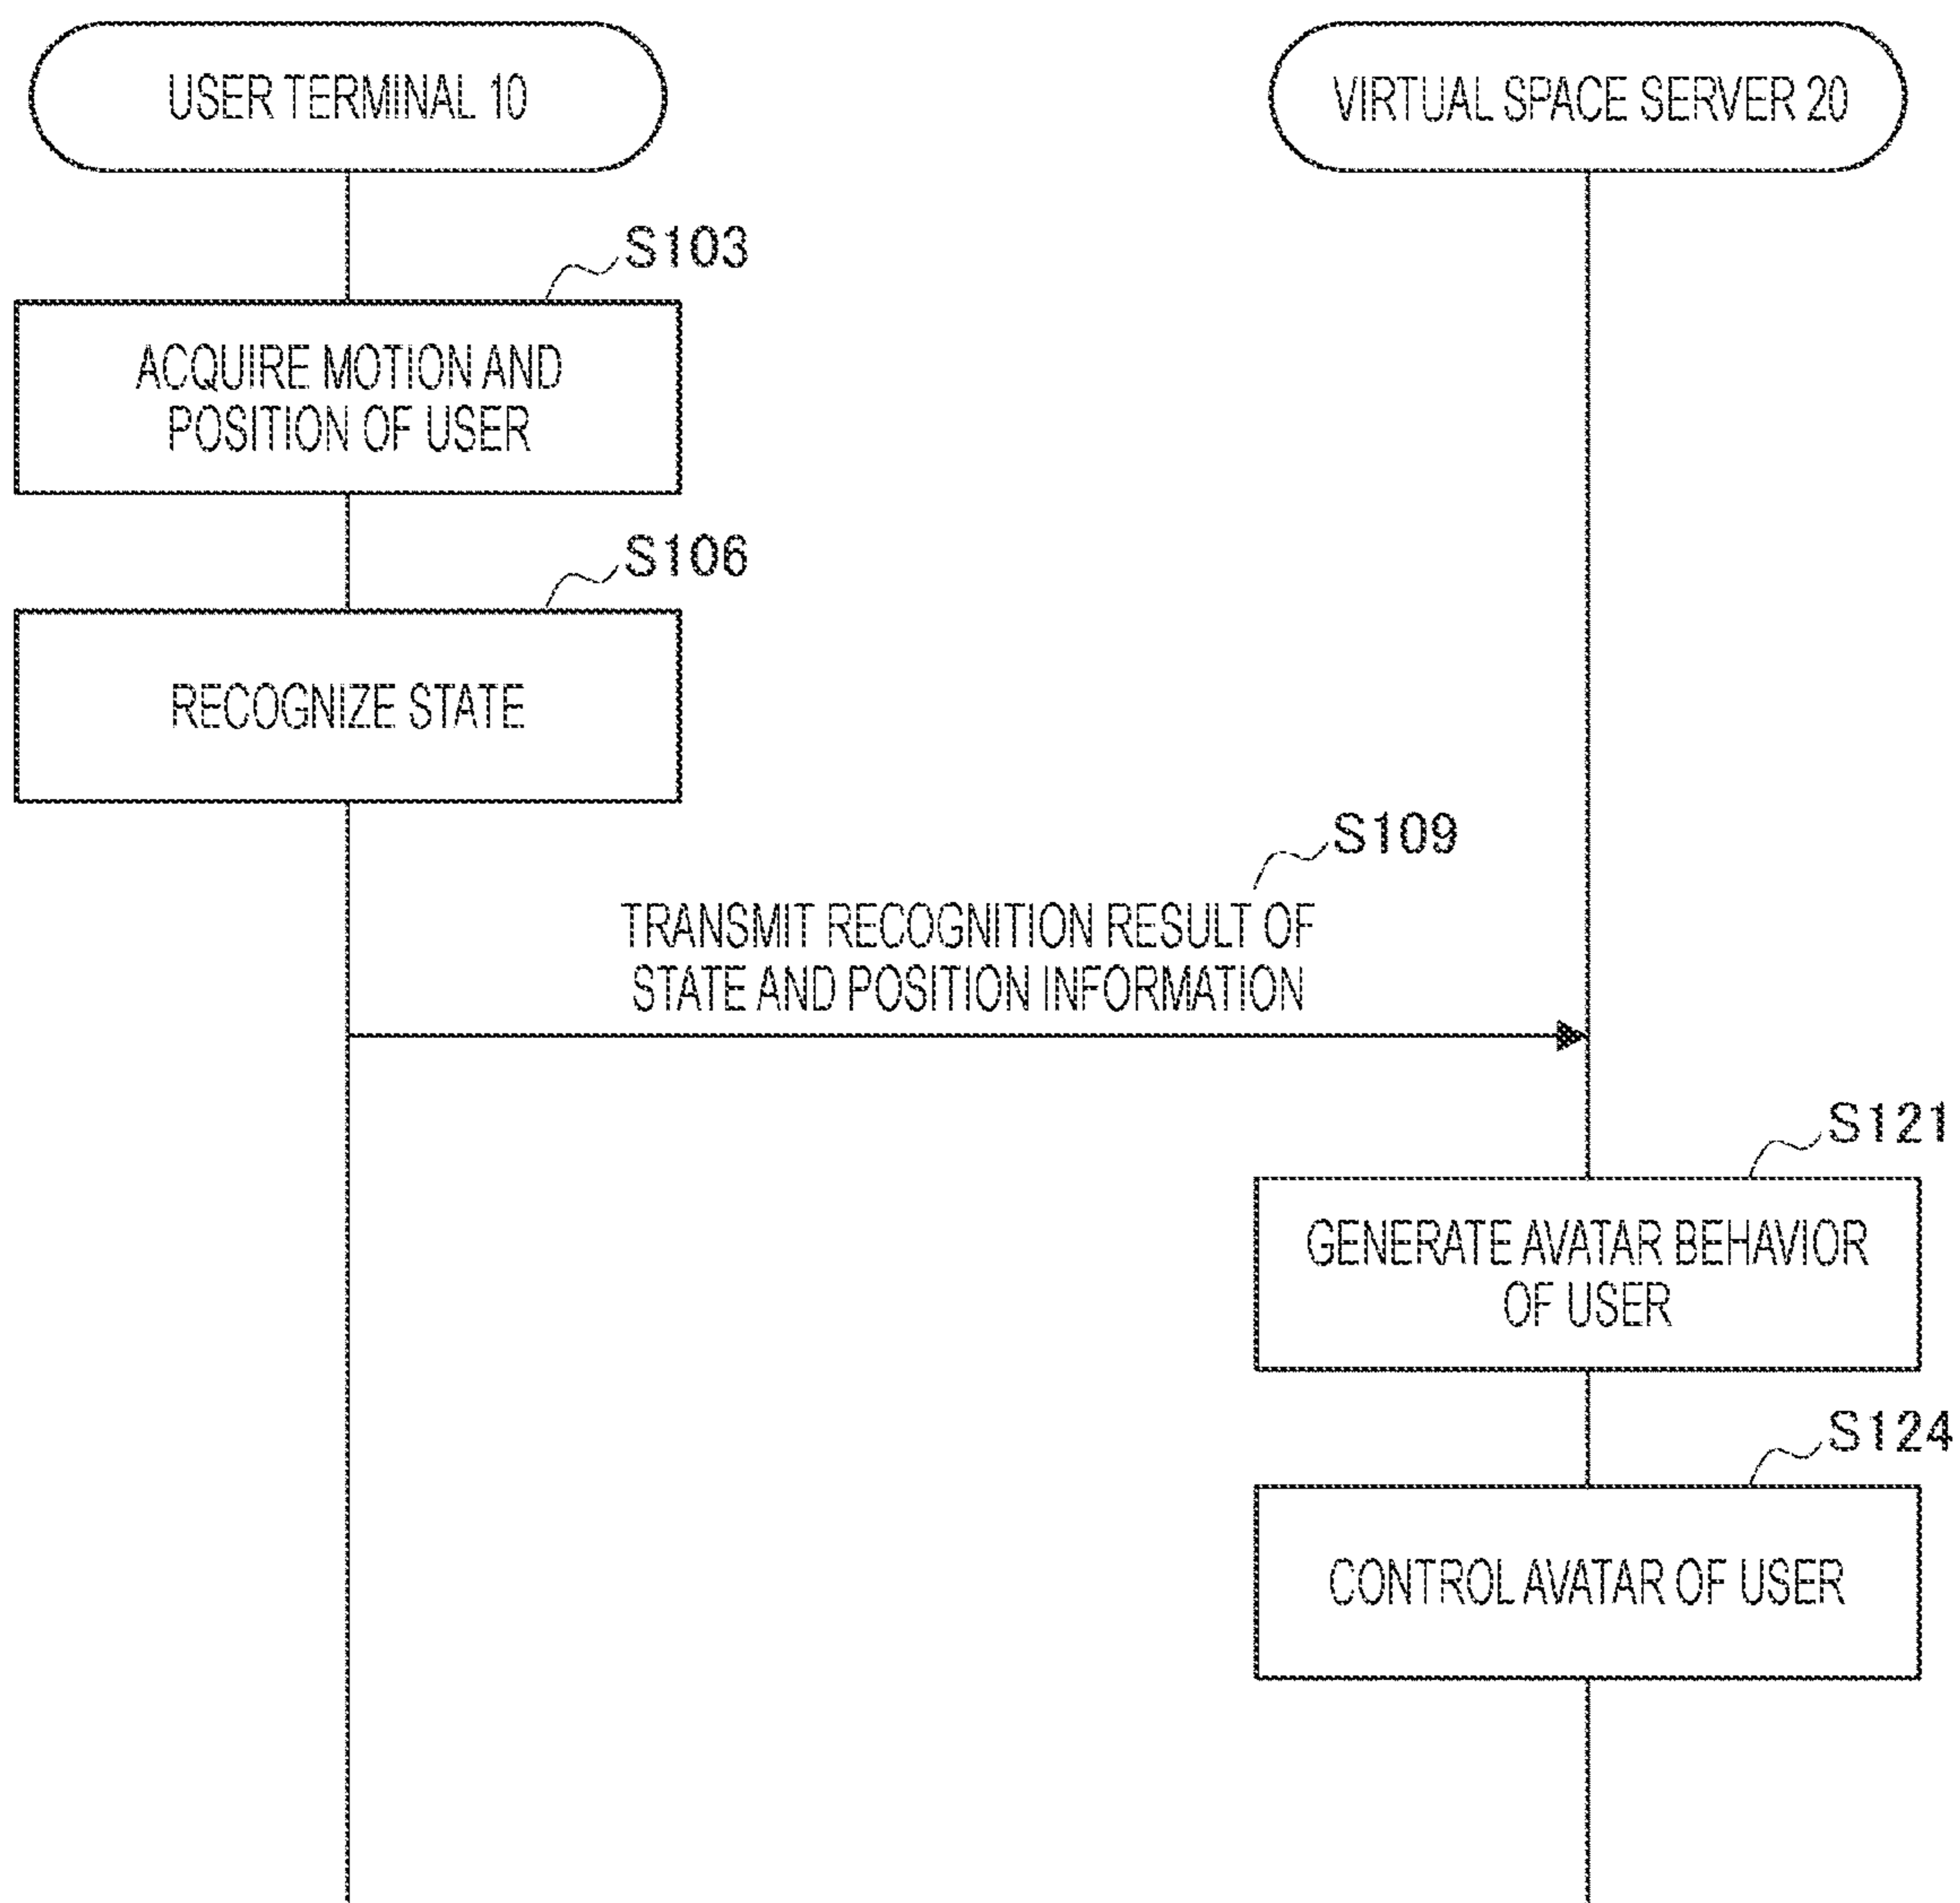 USER TERMINAL 10
VIRTUAL SPACE SERVER 20
S103
ACQUIRE MOTION AND
POSITION OF USER
S106
RECOGNIZE STATE
S109
TRANSMIT RECOGNITION RESULT OF
STATE AND POSITION INFORMATION
S121
GENERATE AVATAR BEHAVIOR
OF USER
S124
CONTROL AVATAR OF USER